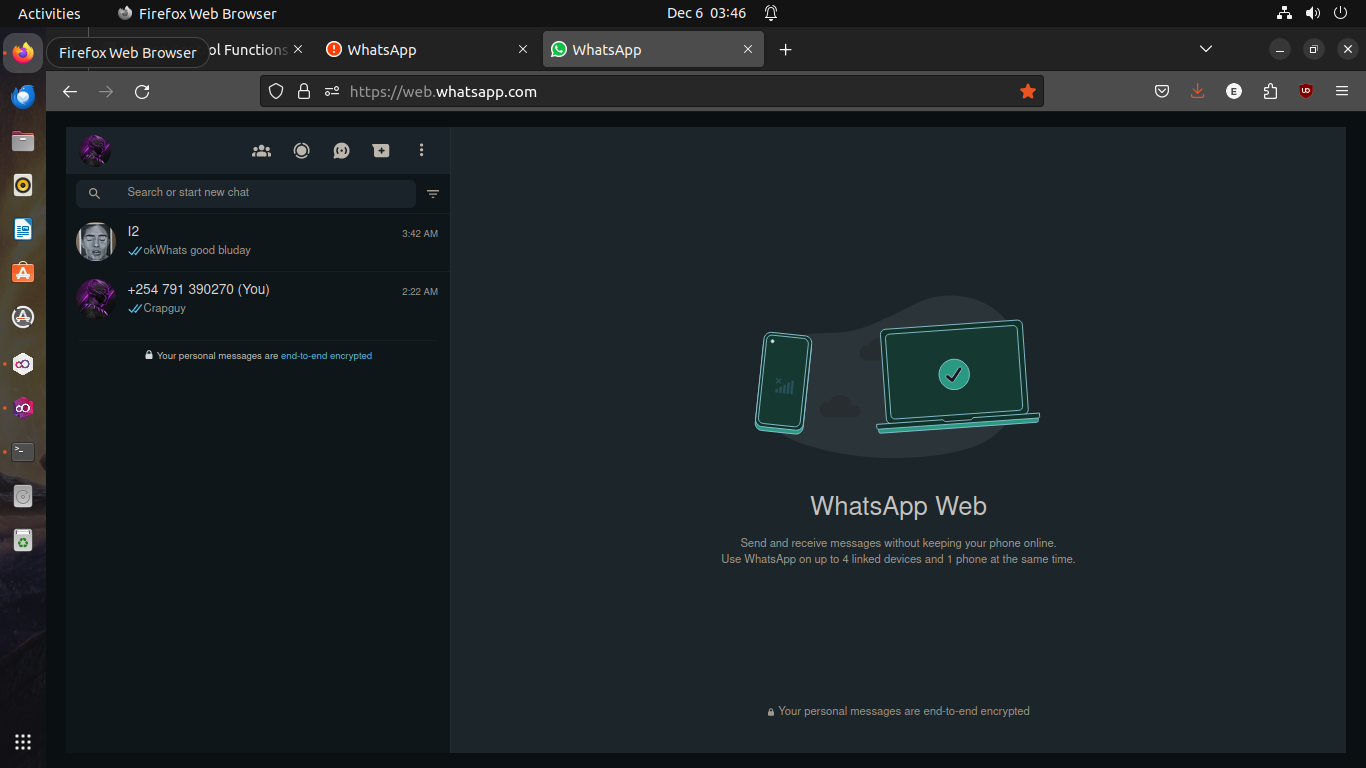 Activities
Firefox Web Browser
Dec 6 03:46
Firefox Web Browser
ol Functions
WhatsApp
WhatsApp
https://web.whatsapp.com
E
UD
Search or start new chat
I2
3:42 AM
okWhats good bluday
+254 791 390270 (You)
2:22 AM
Crapguy
Your personal messages are end-to-end encrypted
WhatsApp Web
Send and receive messages without keeping your phone online.
Use WhatsApp on up to 4 linked devices and 1 phone at the same time.
Your personal messages are end-to-end encrypted